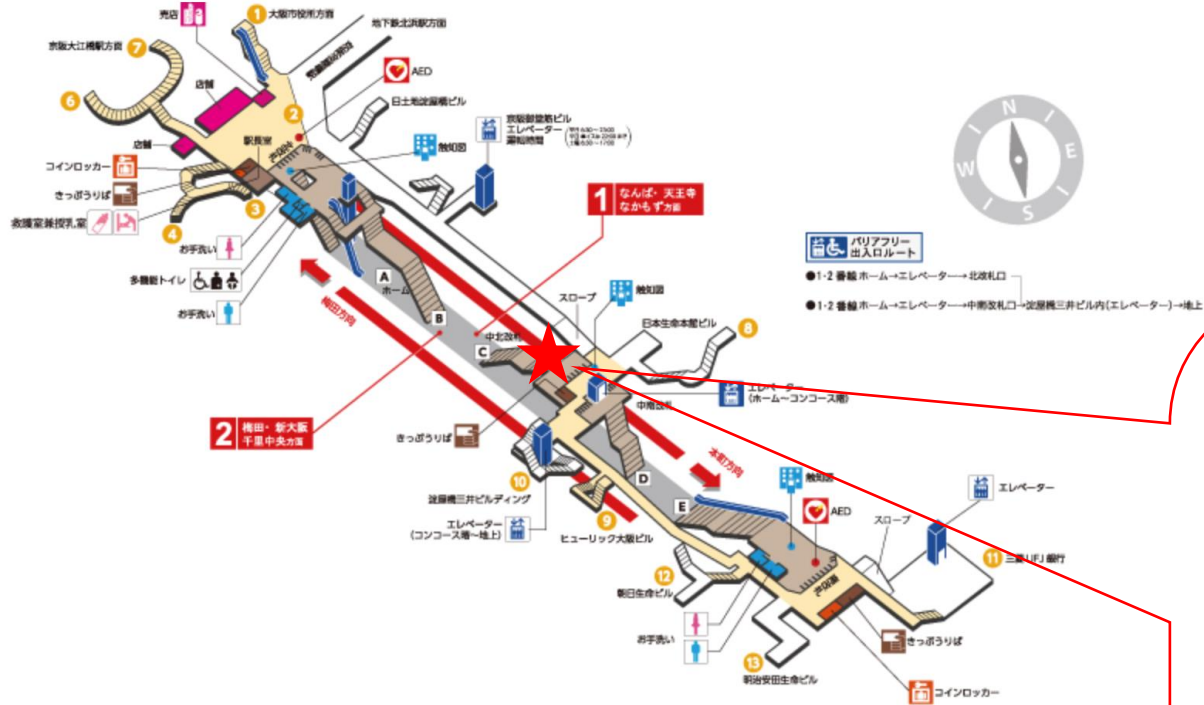 売店
1
大阪市役所方面
地下鉄北浜駅方面
京阪大江橋駅方面
7
AED
店舗
6
2
日土地淀屋橋ビル
京阪御堂筋ビル
エレベーター
運転時間
店舗
駅長室
触知図
コインロッカー
きっぷうりば
救護室兼授乳室
3
4
1
なんば・天王寺
なかもず方面
お手洗い
多機能トイレ
お手洗い
A
ホーム
B
梅田方向
中北改札
C
スロープ
触知図
日本生命本館ビル
8
N
E
S
W
バリアフリー
出入口ルート
●1・2番線 ホーム→エレベーター→北改札口
●1・2番線 ホーム→エレベーター→中南改札口→淀屋橋三井ビル内(エレベーター)→地上
エレベーター
(ホーム〜コンコース階)
中南改札
2
梅田・新大阪
千里中央方面
きっぷうりば
本町方向
10
淀屋橋三井ビルディング
D
E
触知図
エレベーター
エレベーター
(コンコース階〜地上)
9
ヒューリック大阪ビル
AED
スロープ
11
三菱UFJ銀行
12
朝日生命ビル
南改札
お手洗い
きっぷうりば
13
明治安田生命ビル
コインロッカー